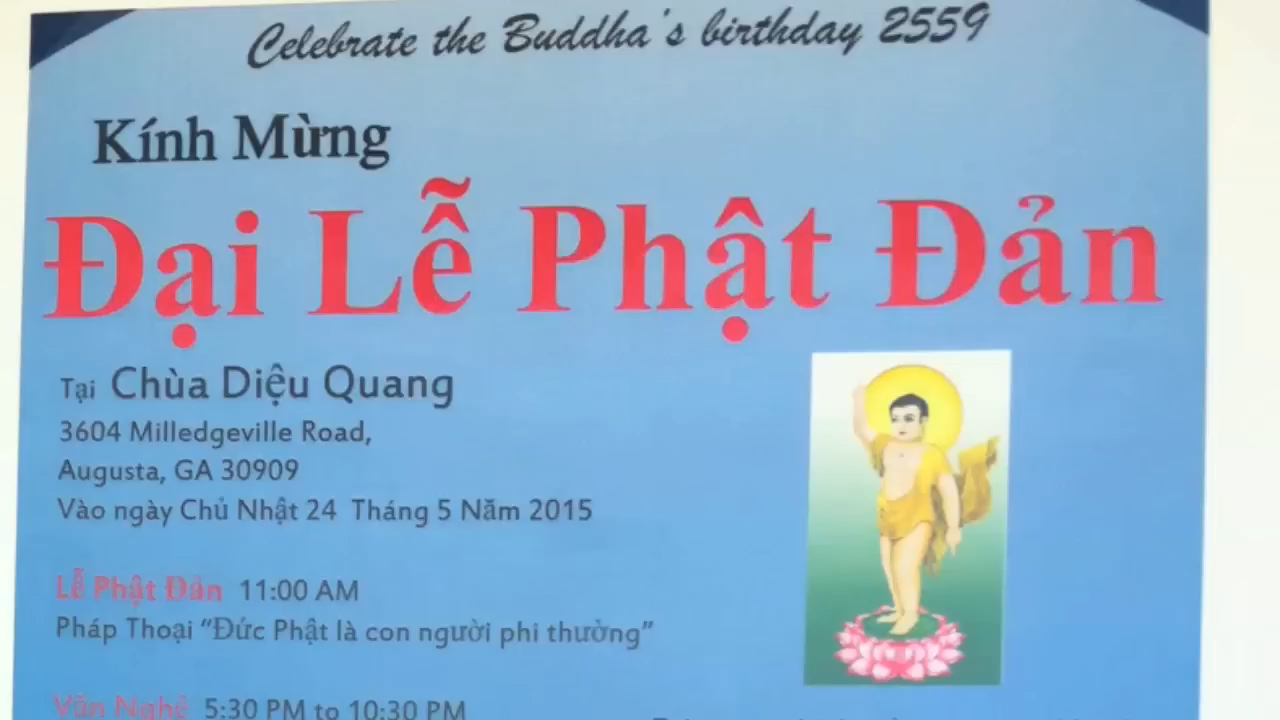 Celebrate the Buddha's birthday 2559
Kính Mừng
Đại Lễ Phật Đản
Tại Chùa Diệu Quang
3604 Milledgeville Road,
Augusta, GA 30909
Vào ngày Chủ Nhật 24 Tháng 5 Năm 2015
Lễ Phật Đản 11:00 AM
Pháp Thoại “Đức Phật là con người phi thường”
Văn Nghệ 5:30 PM to 10:30 PM